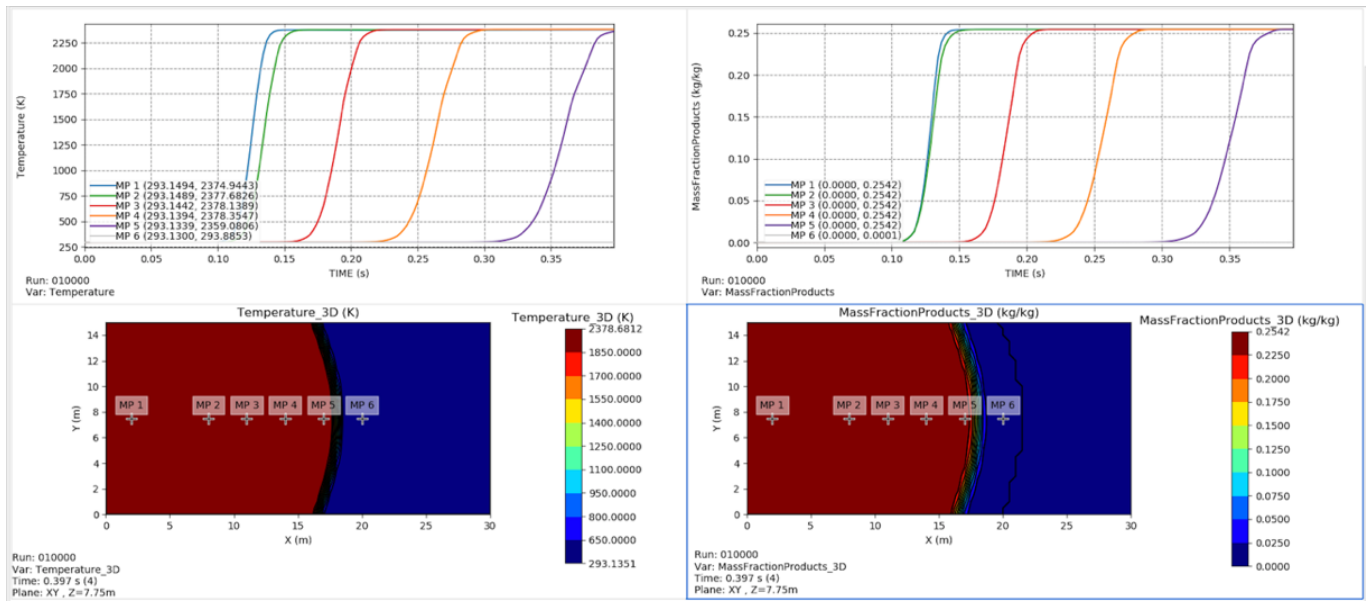 2250
2000
1750
1500
1250
1000
750
500
250
Temperature (K)
MP 1 (293.1494, 2374.9443)
MP 2 (293.1489, 2377.6826)
MP 3 (293.1442, 2378.1389)
MP 4 (293.1394, 2378.3547)
MP 5 (293.1339, 2359.0806)
MP 6 (293.1300, 293.8853)
0.00 0.05 0.10 0.15 0.20 0.25 0.30 0.35
TIME (s)
Run: 010000
Var: Temperature
0.25
0.20
0.15
0.10
0.05
0.00
MassFractionProducts (kg/kg)
MP 1 (0.0000, 0.2542)
MP 2 (0.0000, 0.2542)
MP 3 (0.0000, 0.2542)
MP 4 (0.0000, 0.2542)
MP 5 (0.0000, 0.2542)
MP 6 (0.0000, 0.0001)
0.00 0.05 0.10 0.15 0.20 0.25 0.30 0.35
TIME (s)
Run: 010000
Var: MassFractionProducts
Temperature_3D (K)
14
12
10
8
6
4
2
0
Y (m)
MP 1 MP 2 MP 3 MP 4 MP 5 MP 6
0 5 10 15 20 25 30
X (m)
Temperature_3D (K)
2378.6812
1850.0000
1700.0000
1550.0000
1400.0000
1250.0000
1100.0000
950.0000
800.0000
650.0000
293.1351
Run: 010000
Var: Temperature_3D
Time: 0.397 s (4)
Plane: XY , Z=7.75m
MassFractionProducts_3D (kg/kg)
14
12
10
8
6
4
2
0
Y (m)
MP 1 MP 2 MP 3 MP 4 MP 5 MP 6
0 5 10 15 20 25 30
X (m)
MassFractionProducts_3D (kg/kg)
0.2542
0.2250
0.2000
0.1750
0.1500
0.1250
0.1000
0.0750
0.0500
0.0250
0.0000
Run: 010000
Var: MassFractionProducts_3D
Time: 0.397 s (4)
Plane: XY , Z=7.75m